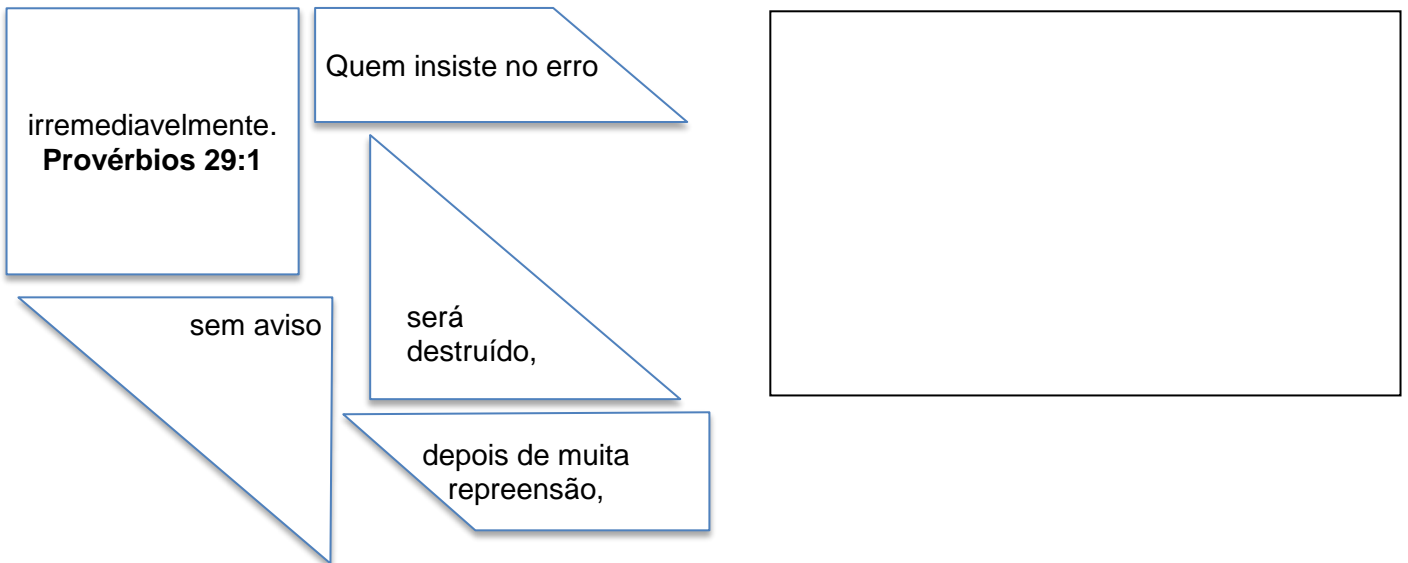 Quem insiste no erro
irremediavelmente.
Provérbios 29:1
sem aviso
será
destruído,
depois de muita
repreensão,